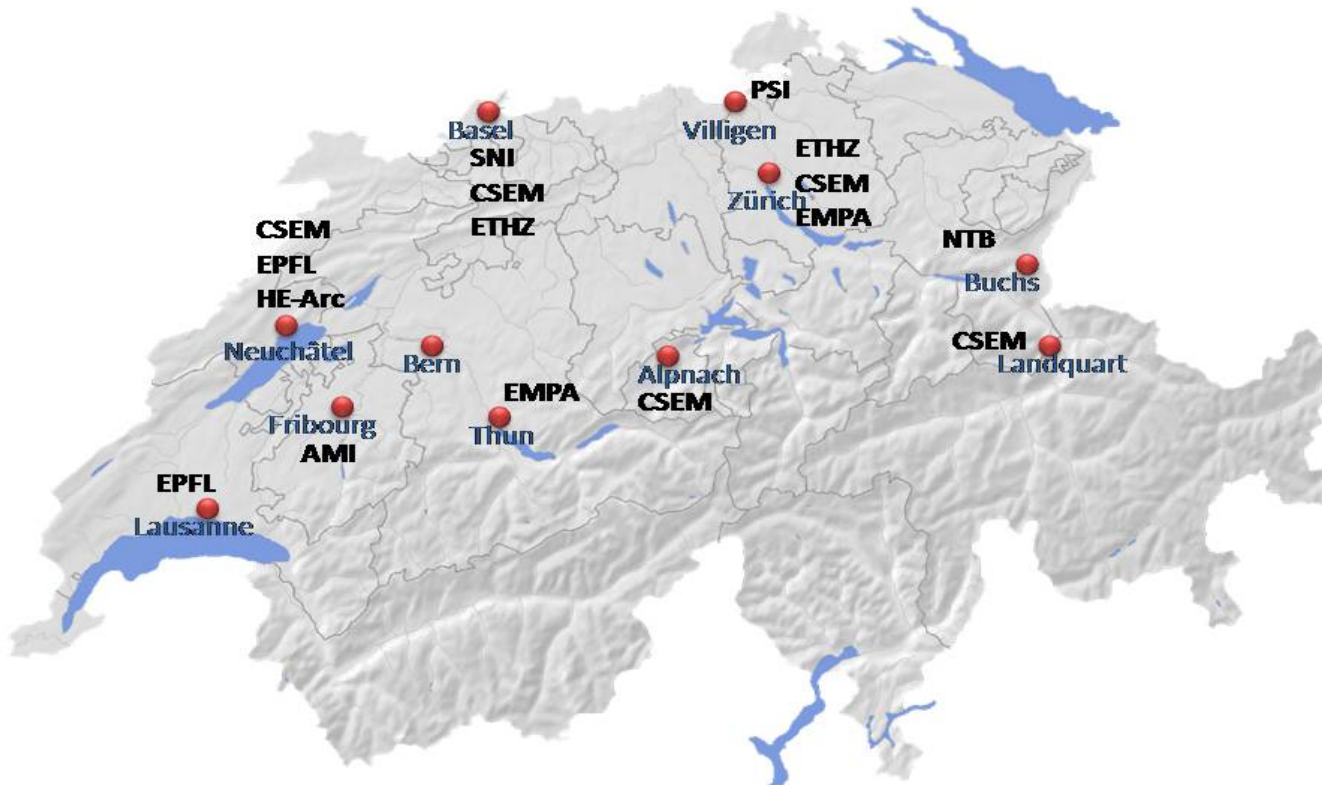 PSI
Villigen
Basel
SNI
CSEM
ETHZ
ETHZ
CSEM
Zürich
EMPA
CSEM
EPFL
HE-Arc
Neuchâtel
NTB
Buchs
Bern
Alpnach
CSEM
CSEM
Landquart
Fribourg
AMI
EMPA
Thun
EPFL
Lausanne